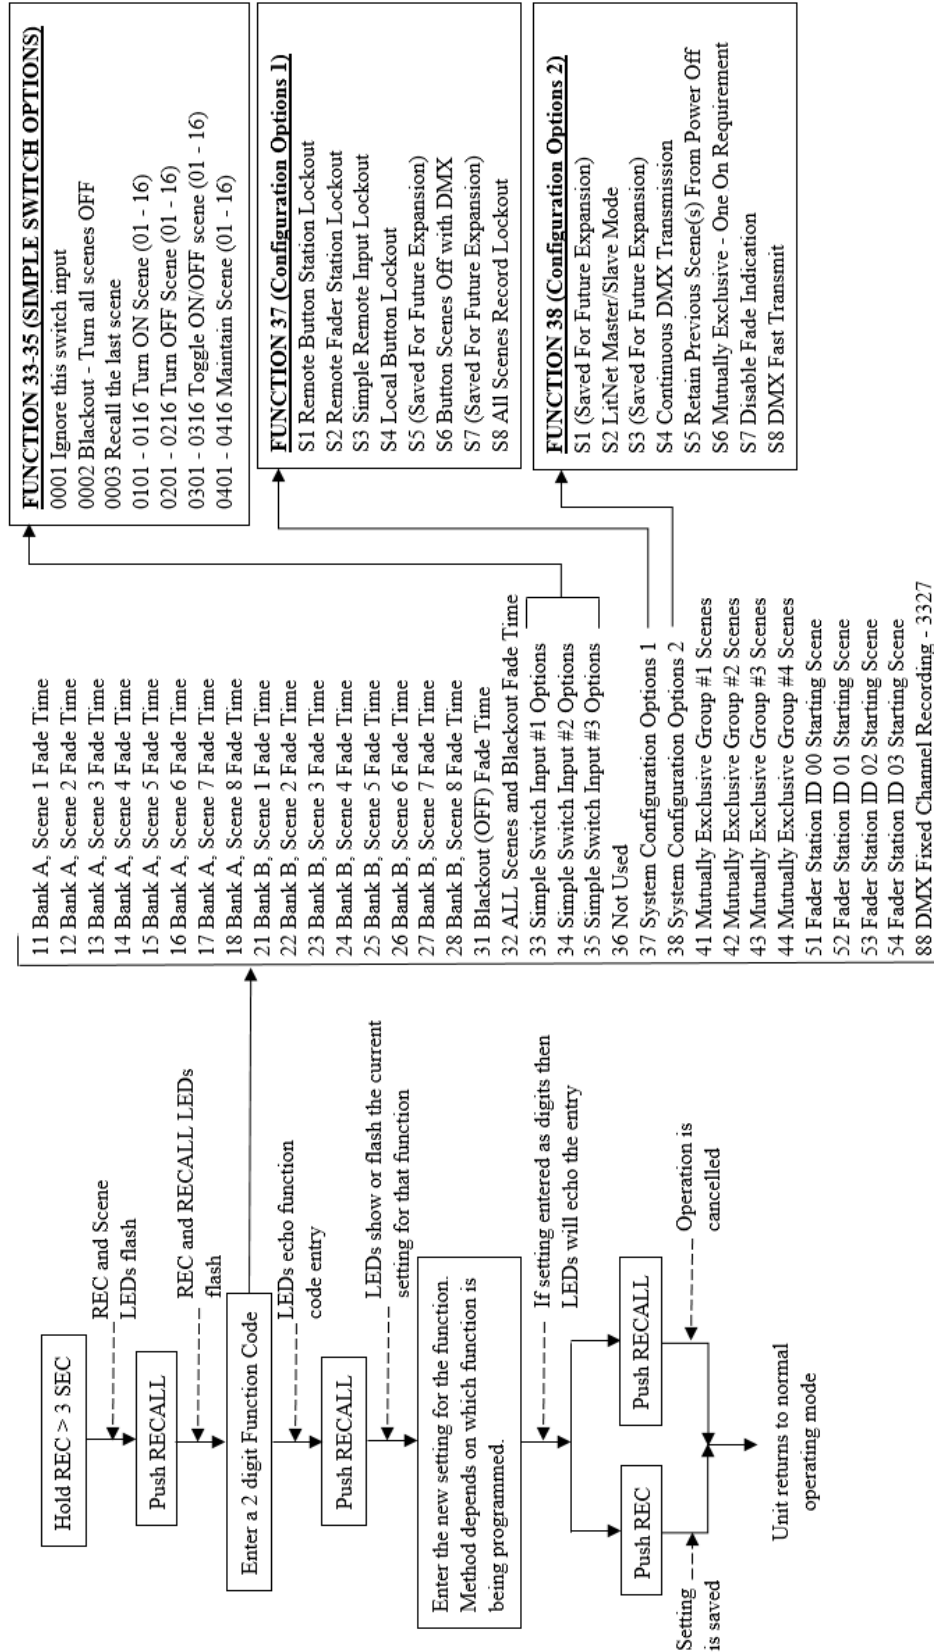 Hold REC > 3 SEC
REC and Scene
LEDs flash
Push RECALL
REC and RECALL LEDs
flash
Enter a 2 digit Function Code
LEDs echo function
code entry
Push RECALL
LEDs show or flash the current
setting for that function
Enter the new setting for the function.
Method depends on which function is
being programmed.
If setting entered as digits then
LEDs will echo the entry
Push REC
Push RECALL
Setting
is saved
Operation is
cancelled
Unit returns to normal
operating mode
11 Bank A, Scene 1 Fade Time
12 Bank A, Scene 2 Fade Time
13 Bank A, Scene 3 Fade Time
14 Bank A, Scene 4 Fade Time
15 Bank A, Scene 5 Fade Time
16 Bank A, Scene 6 Fade Time
17 Bank A, Scene 7 Fade Time
18 Bank A, Scene 8 Fade Time
21 Bank B, Scene 1 Fade Time
22 Bank B, Scene 2 Fade Time
23 Bank B, Scene 3 Fade Time
24 Bank B, Scene 4 Fade Time
25 Bank B, Scene 5 Fade Time
26 Bank B, Scene 6 Fade Time
27 Bank B, Scene 7 Fade Time
28 Bank B, Scene 8 Fade Time
31 Blackout (OFF) Fade Time
32 ALL Scenes and Blackout Fade Time
33 Simple Switch Input #1 Options
34 Simple Switch Input #2 Options
35 Simple Switch Input #3 Options
36 Not Used
37 System Configuration Options 1
38 System Configuration Options 2
41 Mutually Exclusive Group #1 Scenes
42 Mutually Exclusive Group #2 Scenes
43 Mutually Exclusive Group #3 Scenes
44 Mutually Exclusive Group #4 Scenes
51 Fader Station ID 00 Starting Scene
52 Fader Station ID 01 Starting Scene
53 Fader Station ID 02 Starting Scene
54 Fader Station ID 03 Starting Scene
88 DMX Fixed Channel Recording - 3327
FUNCTION 33-35 (SIMPLE SWITCH OPTIONS)
0001 Ignore this switch input
0002 Blackout - Turn all scenes OFF
0003 Recall the last scene
0101 - 0116 Turn ON Scene (01 - 16)
0201 - 0216 Turn OFF Scene (01 - 16)
0301 - 0316 Toggle ON/OFF scene (01 - 16)
0401 - 0416 Maintain Scene (01 - 16)
FUNCTION 37 (Configuration Options 1)
S1 Remote Button Station Lockout
S2 Remote Fader Station Lockout
S3 Simple Remote Input Lockout
S4 Local Button Lockout
S5 (Saved For Future Expansion)
S6 Button Scenes Off with DMX
S7 (Saved For Future Expansion)
S8 All Scenes Record Lockout
FUNCTION 38 (Configuration Options 2)
S1 (Saved For Future Expansion)
S2 LitNet Master/Slave Mode
S3 (Saved For Future Expansion)
S4 Continuous DMX Transmission
S5 Retain Previous Scene(s) From Power Off
S6 Mutually Exclusive - One On Requirement
S7 Disable Fade Indication
S8 DMX Fast Transmit